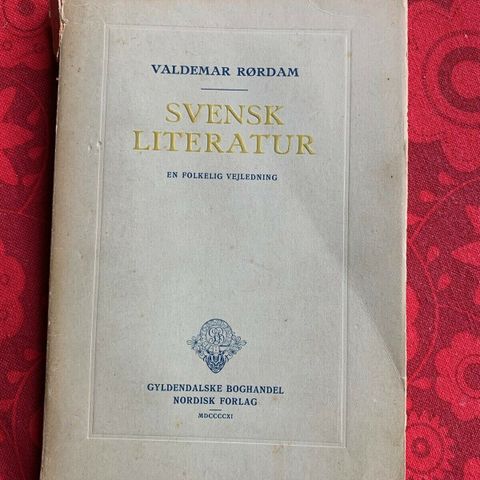 VALDEMAR RØRDAM
SVENSK
LITERATUR
EN FOLKELIG VEJLEDNING
GYLDENDALSKE BOGHANDEL
NORDISK FORLAG
MDCCCCXI